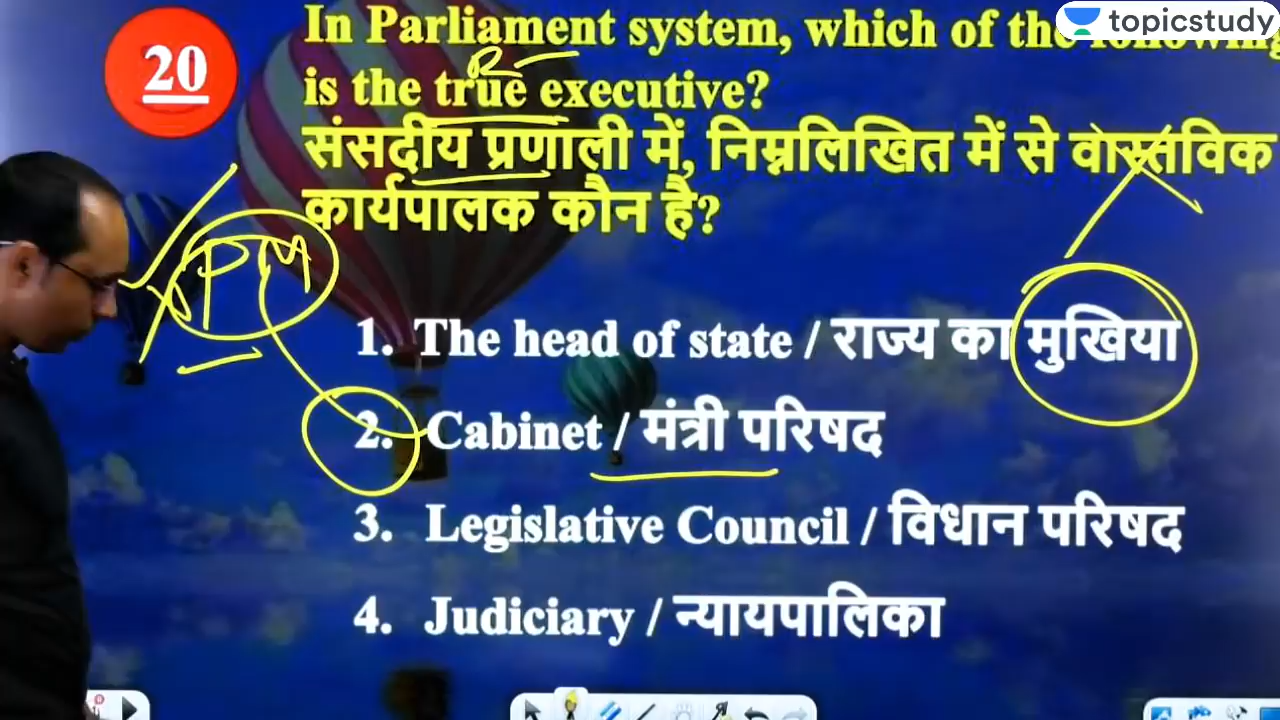 topicstudy
20
In Parliament system, which of the following
R
is the true executive?
संसदीय प्रणाली में, निम्नलिखित में से वास्तविक
कार्यपालक कौन है?
PM
1. The head of state / राज्य का मुखिया
2. Cabinet / मंत्री परिषद
3. Legislative Council / विधान परिषद
4. Judiciary / न्यायपालिका